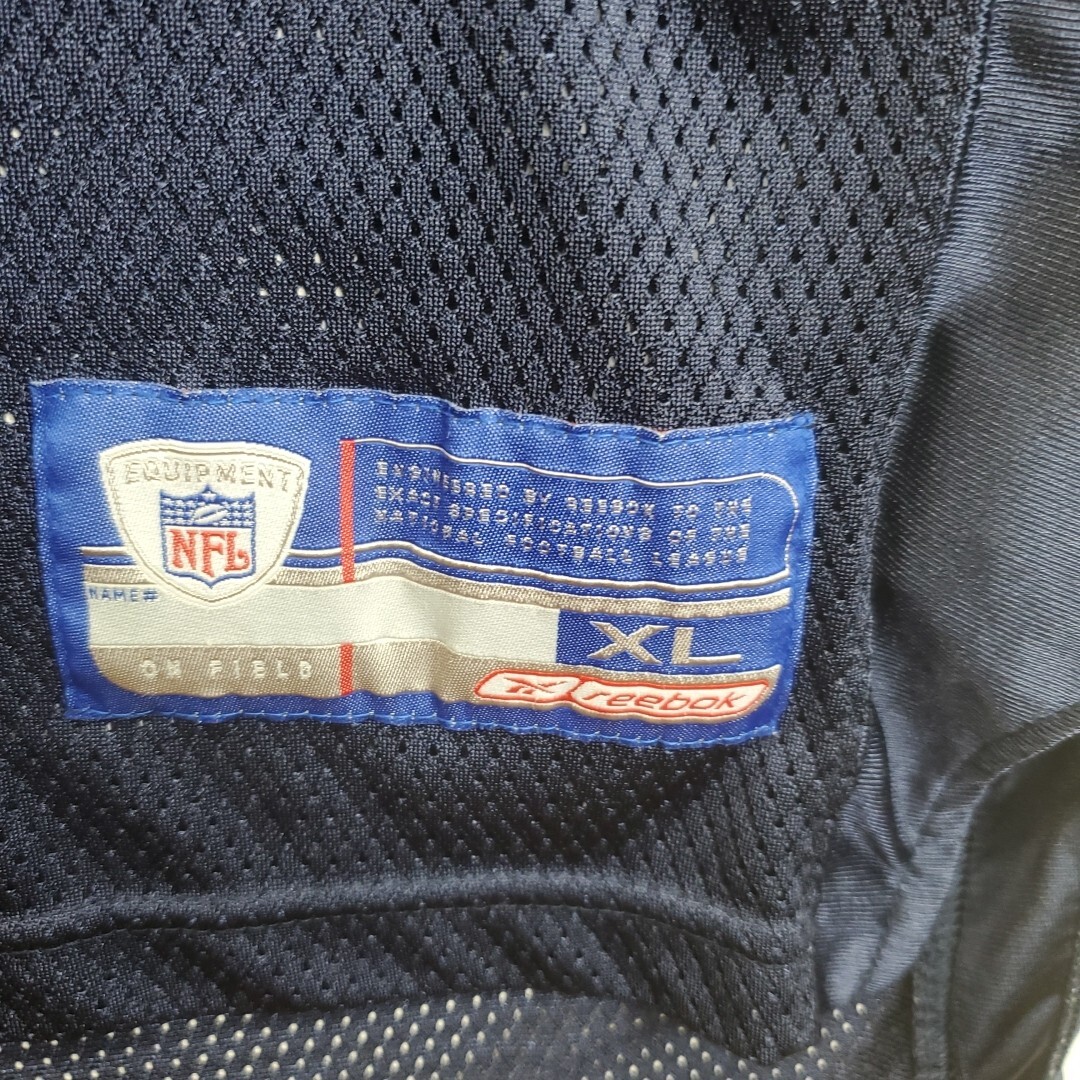 EQUIPMENT
NFL
ENGINEERED BY REEBOK TO THE
EXACT SPECIFICATIONS OF THE
NATIONAL FOOTBALL LEAGUE
NAME#
XL
ON FIELD
reebok